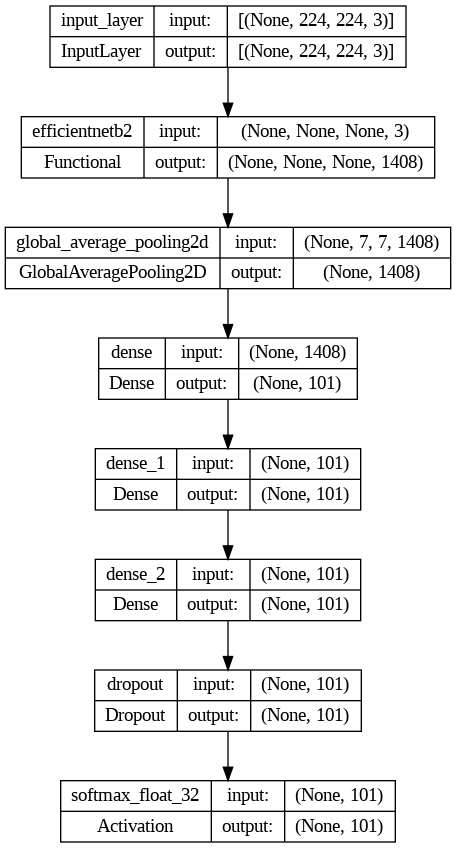 input_layer input: [(None, 224, 224, 3)]
InputLayer output: [(None, 224, 224, 3)]
efficientnetb2 input: (None, None, None, 3)
Functional output: (None, None, None, 1408)
global_average_pooling2d input: (None, 7, 7, 1408)
GlobalAveragePooling2D output: (None, 1408)
dense input: (None, 1408)
Dense output: (None, 101)
dense_1 input: (None, 101)
Dense output: (None, 101)
dense_2 input: (None, 101)
Dense output: (None, 101)
dropout input: (None, 101)
Dropout output: (None, 101)
softmax_float_32 input: (None, 101)
Activation output: (None, 101)